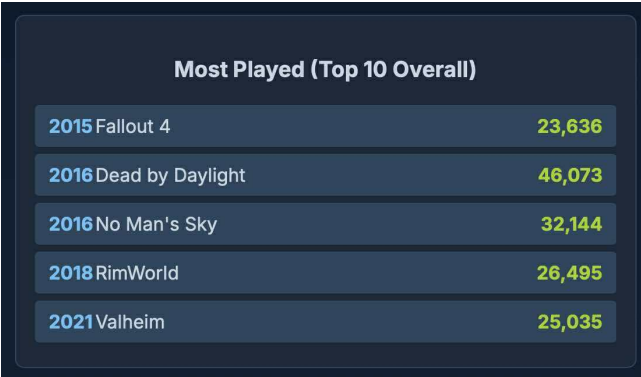 Most Played (Top 10 Overall)
2015 Fallout 4 23,636
2016 Dead by Daylight 46,073
2016 No Man's Sky 32,144
2018 RimWorld 26,495
2021 Valheim 25,035